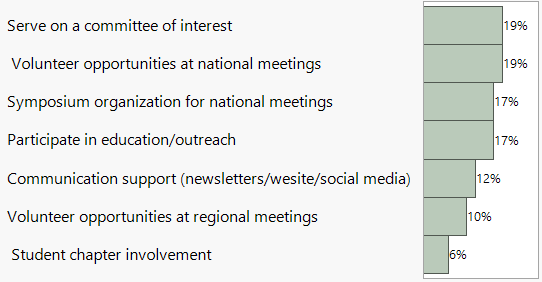 Serve on a committee of interest 19%
Volunteer opportunities at national meetings 19%
Symposium organization for national meetings 17%
Participate in education/outreach 17%
Communication support (newsletters/wesite/social media) 12%
Volunteer opportunities at regional meetings 10%
Student chapter involvement 6%